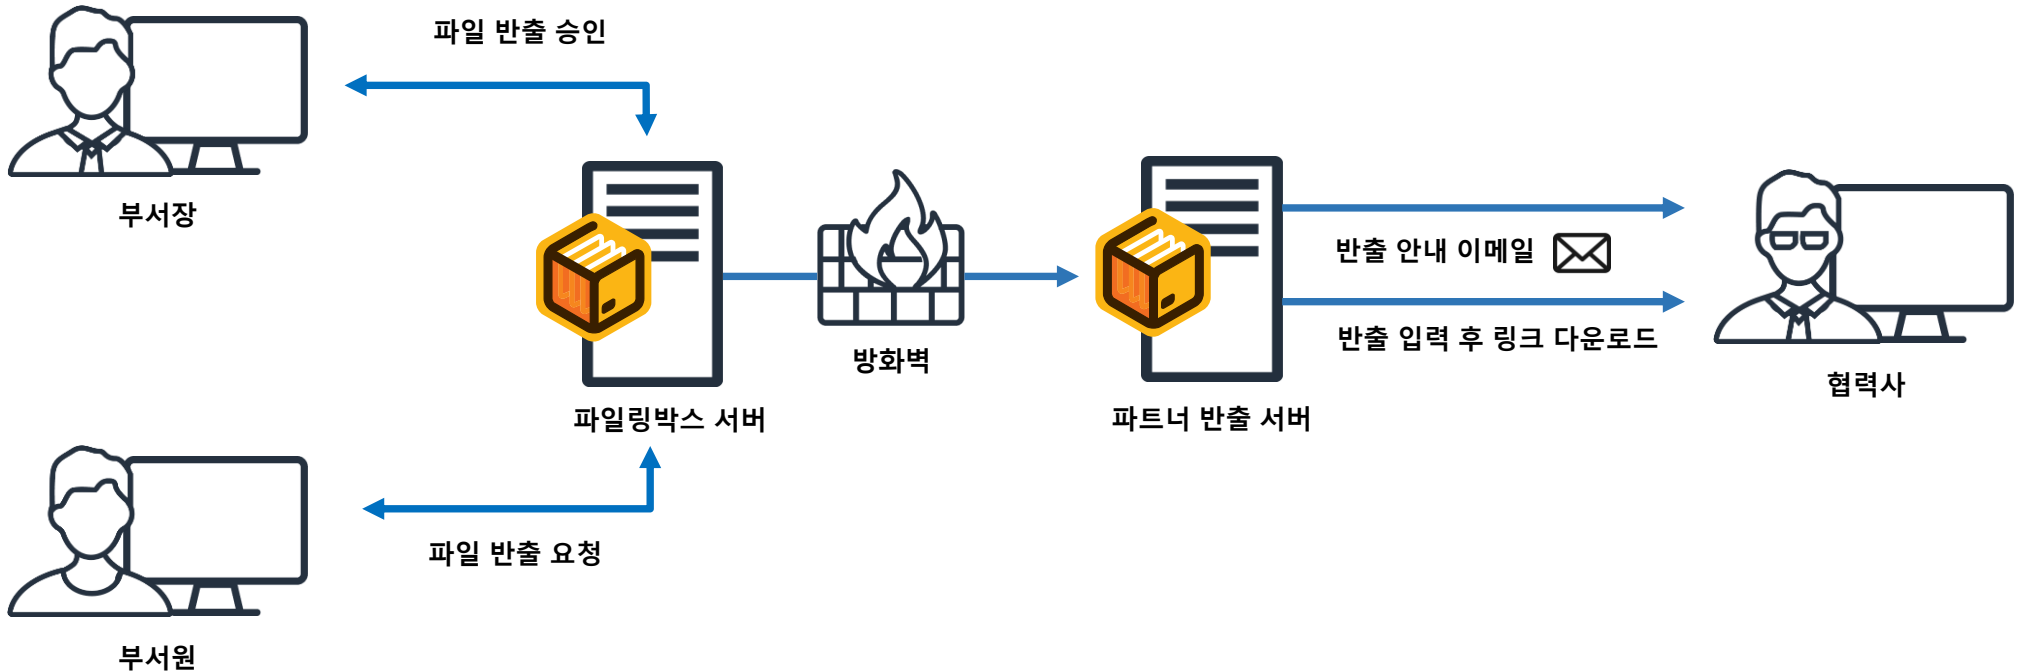 파일 반출 승인
부서장
반출 안내 이메일
반출 입력 후 링크 다운로드
방화벽
협력사
파일링박스 서버
파트너 반출 서버
파일 반출 요청
부서원